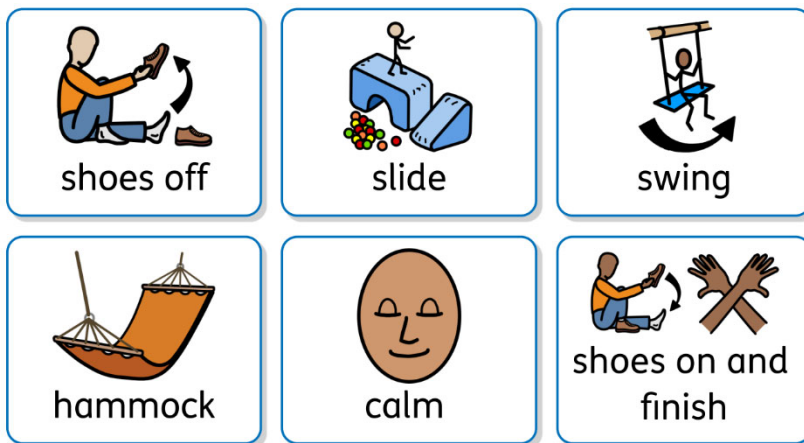 shoes off
slide
swing
hammock
calm
shoes on and
finish